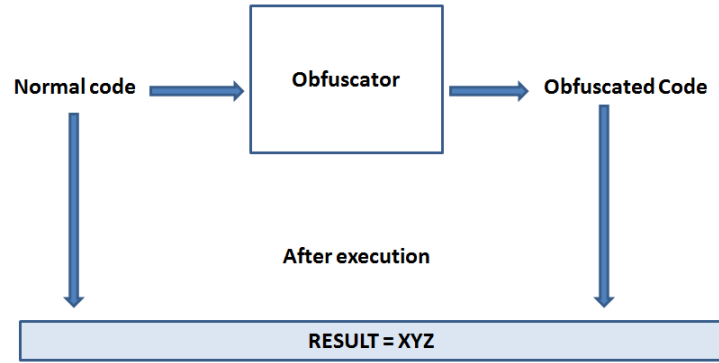 Obfuscator
Normal code
Obfuscated Code
After execution
RESULT = XYZ